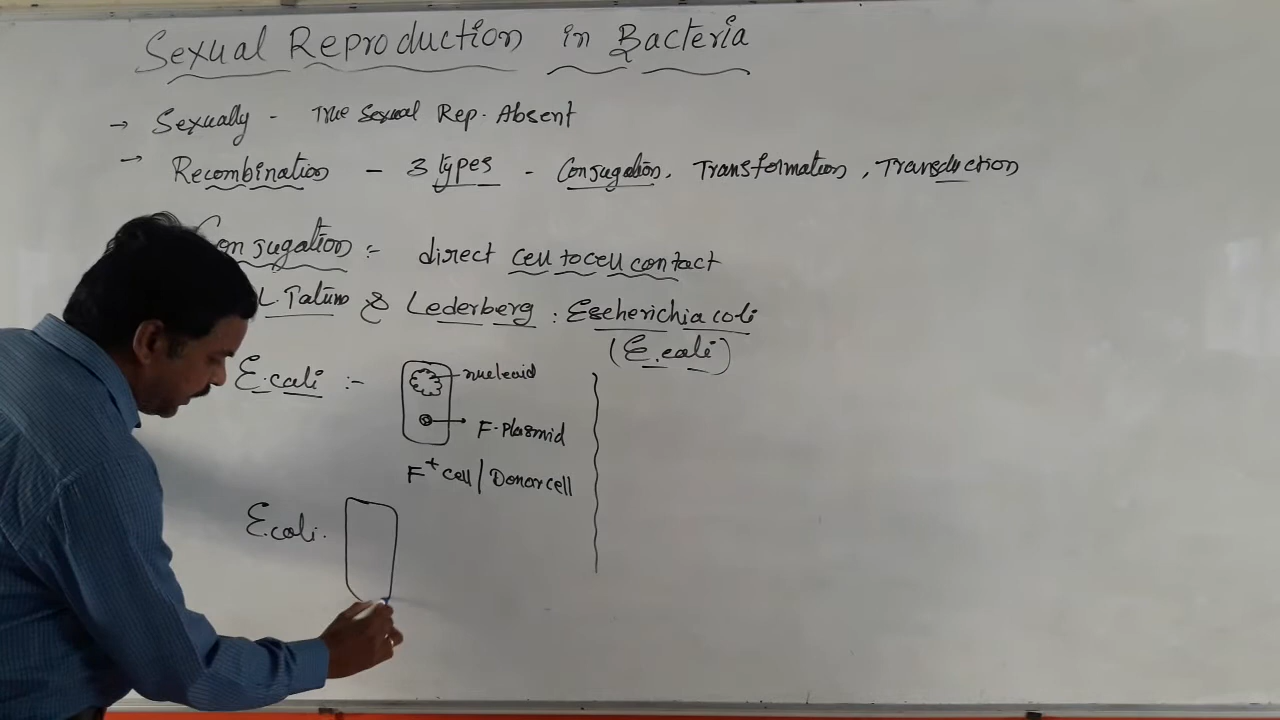 Sexual Reproduction in Bacteria
→ Sexually - True Sexual Rep. Absent
→ Recombination - 3 types - Conjugation, Transformation, Transduction
Conjugation :- direct cell to cell contact
L. Tatum & Lederberg : Escherichia coli
(E. coli)
E. coli :-
nucleoid
F-Plasmid
F+ cell / Donor cell
E. coli.